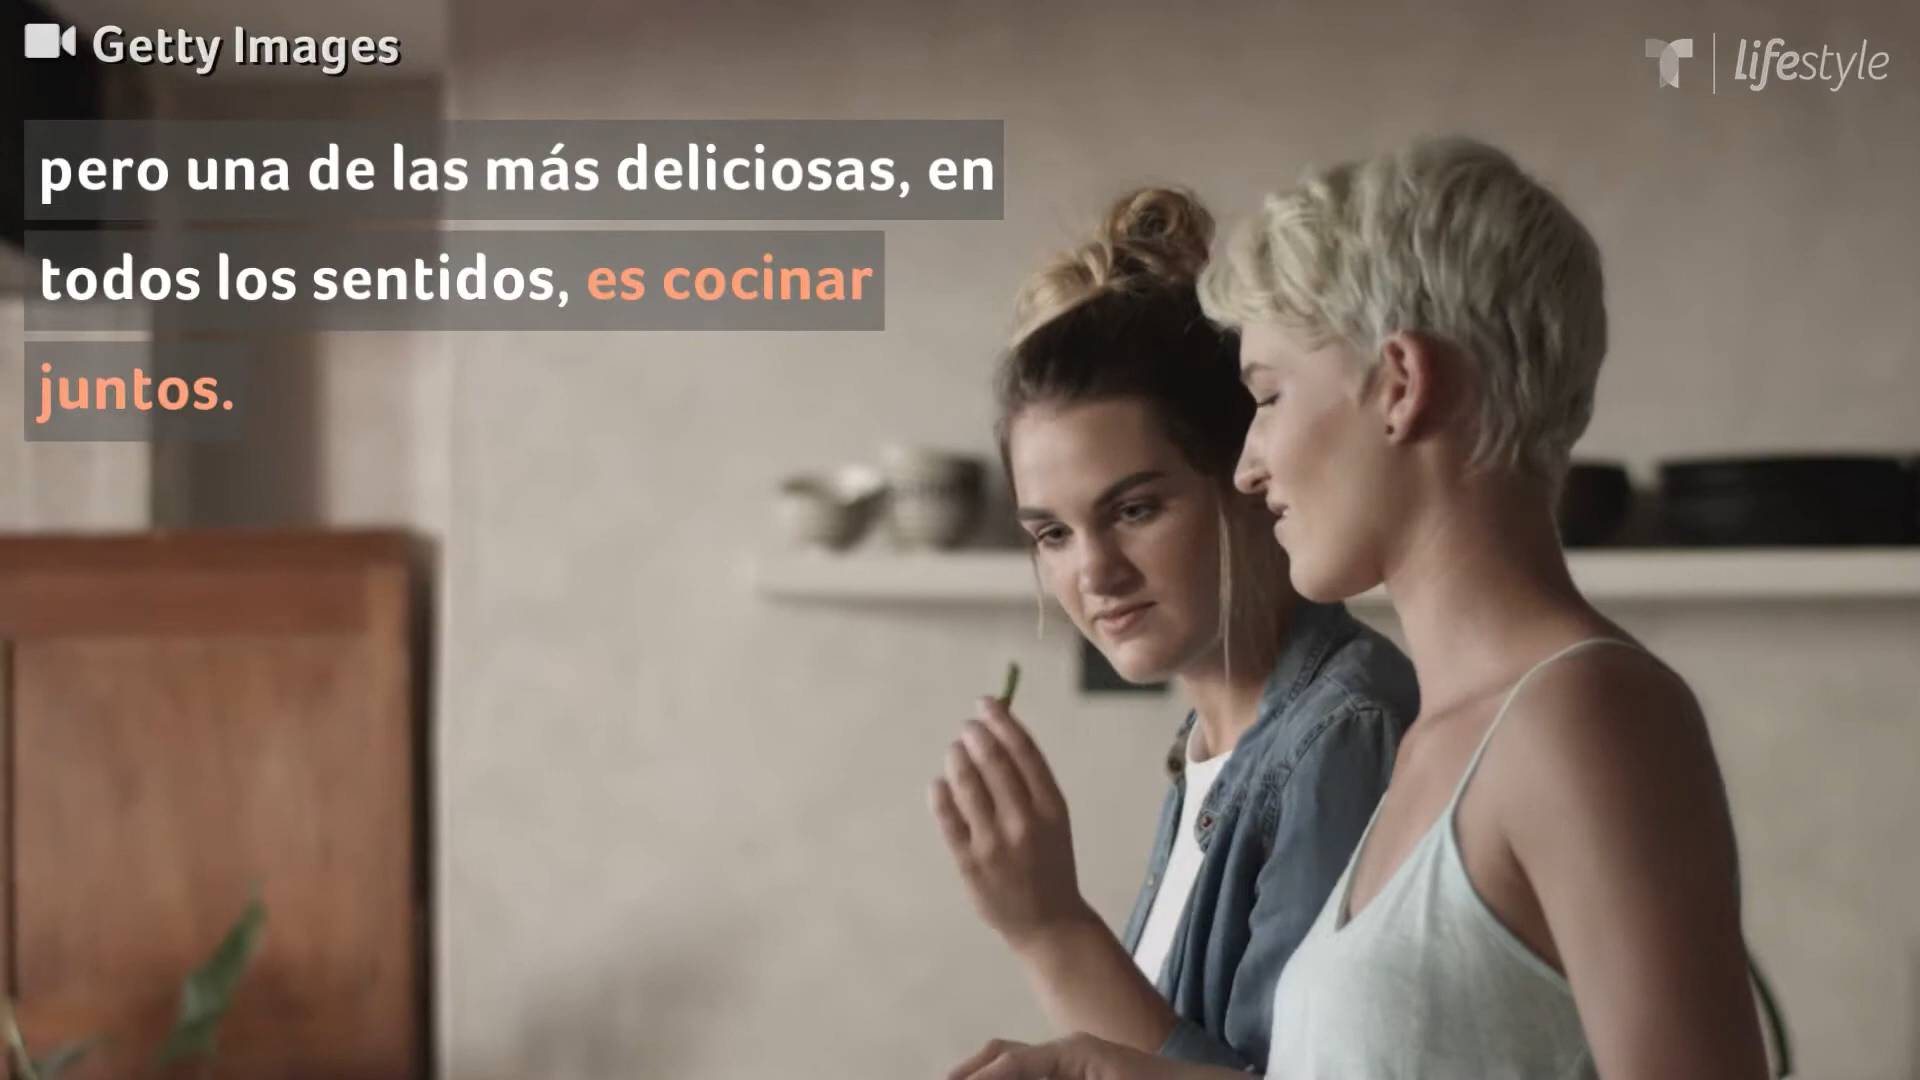 Getty Images
lifestyle
pero una de las más deliciosas, en
todos los sentidos, es cocinar
juntos.